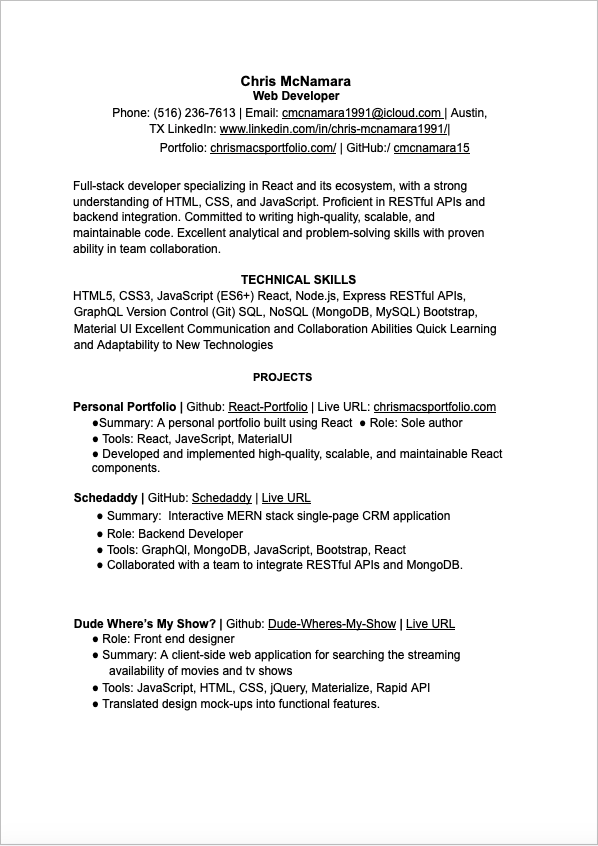 Chris McNamara
Web Developer
Phone: (516) 236-7613 | Email: cmcnamara1991@icloud.com | Austin,
TX LinkedIn: www.linkedin.com/in/chris-mcnamara1991/|
Portfolio: chrismacsportfolio.com/ | GitHub:/ cmcnamara15
Full-stack developer specializing in React and its ecosystem, with a strong
understanding of HTML, CSS, and JavaScript. Proficient in RESTful APIs and
backend integration. Committed to writing high-quality, scalable, and
maintainable code. Excellent analytical and problem-solving skills with proven
ability in team collaboration.
TECHNICAL SKILLS
HTML5, CSS3, JavaScript (ES6+) React, Node.js, Express RESTful APIs,
GraphQL Version Control (Git) SQL, NoSQL (MongoDB, MySQL) Bootstrap,
Material UI Excellent Communication and Collaboration Abilities Quick Learning
and Adaptability to New Technologies
PROJECTS
Personal Portfolio | Github: React-Portfolio | Live URL: chrismacsportfolio.com
●Summary: A personal portfolio built using React ● Role: Sole author
● Tools: React, JaveScript, MaterialUI
● Developed and implemented high-quality, scalable, and maintainable React
components.
Schedaddy | GitHub: Schedaddy | Live URL
● Summary: Interactive MERN stack single-page CRM application
● Role: Backend Developer
● Tools: GraphQl, MongoDB, JavaScript, Bootstrap, React
● Collaborated with a team to integrate RESTful APIs and MongoDB.
Dude Where's My Show? | Github: Dude-Wheres-My-Show | Live URL
● Role: Front end designer
● Summary: A client-side web application for searching the streaming
availability of movies and tv shows
● Tools: JavaScript, HTML, CSS, jQuery, Materialize, Rapid API
● Translated design mock-ups into functional features.